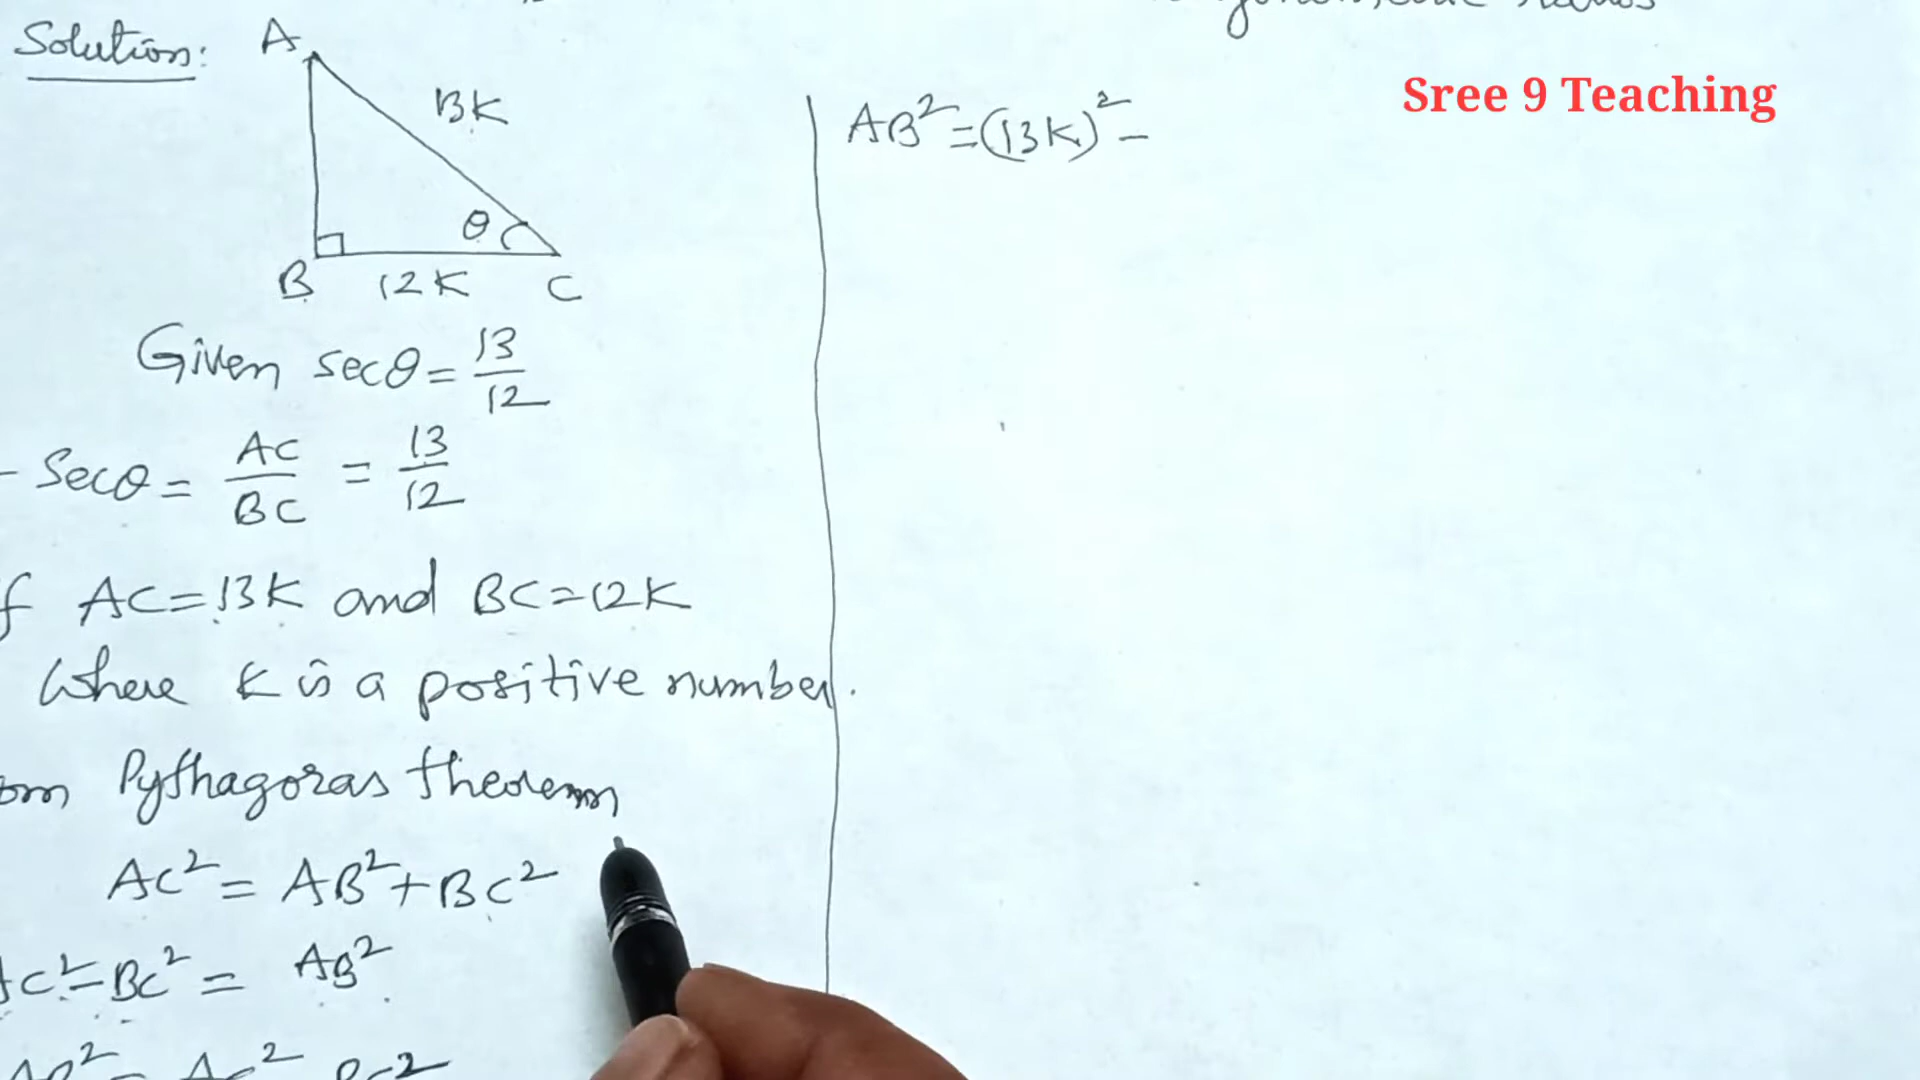 Solution:
A
13K
θ
B 12K C
Given secθ = 13/12
Secθ = AC/BC = 13/12
AC=13K and BC=12K
Where K is a positive number.
Pythagoras theorem
AC² = AB²+BC²
AC²-BC² = AB²
AB²=(13K)² -
Sree 9 Teaching